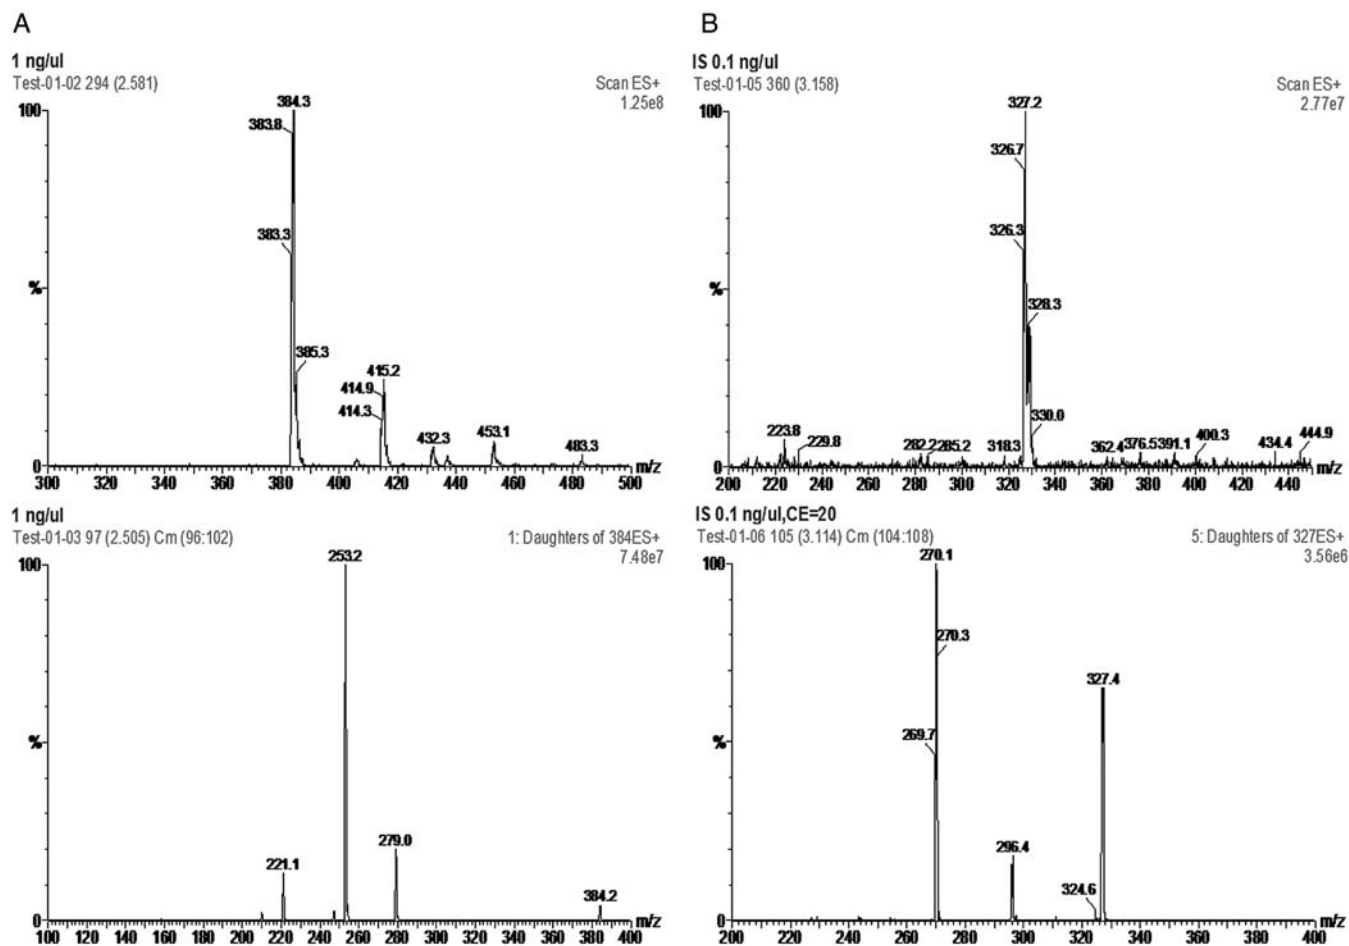 A
1 ng/ul
Test-01-02 294 (2.581)
Scan ES+
1.25e8
100
384.3
383.8
383.3
385.3
%
415.2
414.9
414.3
432.3
453.1
483.3
0
300 320 340 360 380 400 420 440 460 480 500 m/z
1 ng/ul
Test-01-03 97 (2.505) Cm (96:102)
1: Daughters of 384ES+
7.48e7
100
253.2
%
279.0
221.1
384.2
0
100 120 140 160 180 200 240 260 300 320 340 360 380 400 m/z
B
IS 0.1 ng/ul
Test-01-05 360 (3.158)
Scan ES+
2.77e7
100
327.2
326.7
326.3
%
328.3
330.0
223.8
229.8
282.2
285.2
318.3
362.4
376.5
391.1
400.3
434.4
444.9
0
200 220 240 260 280 300 320 340 360 380 400 420 440 m/z
IS 0.1 ng/ul,CE=20
Test-01-06 105 (3.114) Cm (104:108)
5: Daughters of 327ES+
3.56e6
100
270.1
270.3
327.4
269.7
%
296.4
324.6
0
200 220 240 260 280 300 320 340 360 380 400 m/z